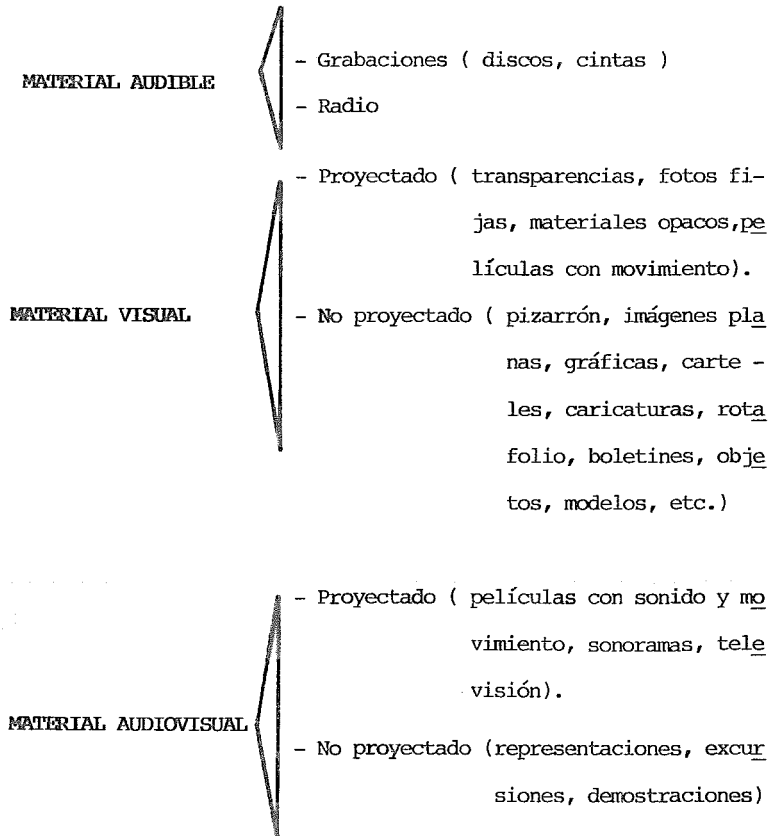 MATERIAL AUDIBLE
- Grabaciones ( discos, cintas )
- Radio
MATERIAL VISUAL
- Proyectado ( transparencias, fotos fi-
jas, materiales opacos,pe
lículas con movimiento).
- No proyectado ( pizarrón, imágenes pla
nas, gráficas, carte -
les, caricaturas, rota
folio, boletines, obje
tos, modelos, etc.)
MATERIAL AUDIOVISUAL
- Proyectado ( películas con sonido y mo
vimiento, sonoramas, tele
visión).
- No proyectado (representaciones, excur
siones, demostraciones)